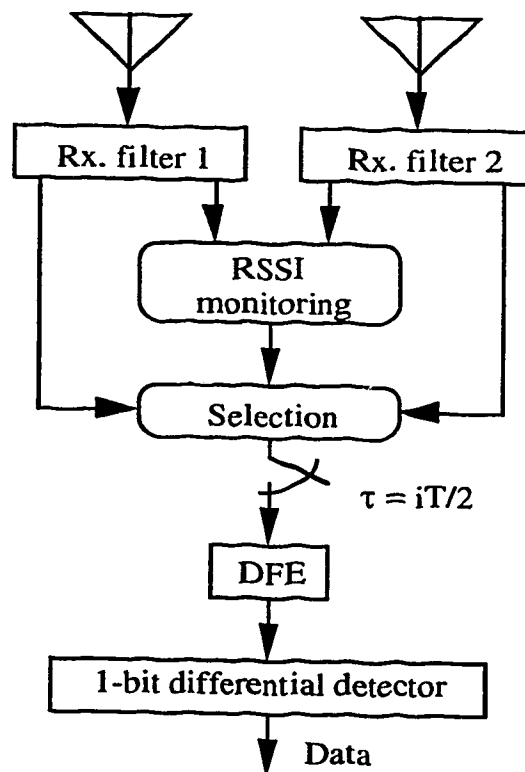 Rx. filter 1
Rx. filter 2
RSSI
monitoring
Selection
τ = iT/2
DFE
1-bit differential detector
Data